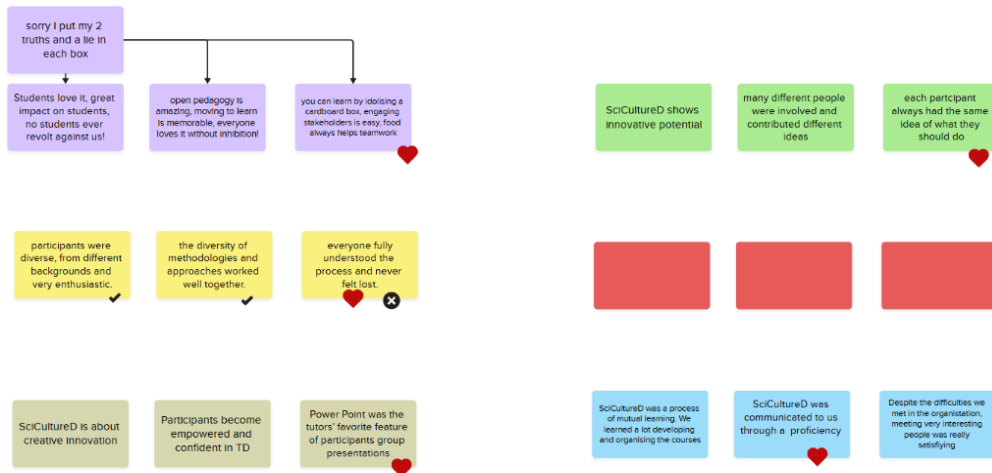 sorry I put my 2
truths and a lie in
each box
Students love it, great
impact on students,
no students ever
revolt against us!
open pedagogy is
amazing, moving to learn
is memorable, everyone
loves it without inhibition!
you can learn by idolising a
cardboard box, engaging
stakeholders is easy, food
always helps teamwork
SciCultureD shows
innovative potential
many different people
were involved and
contributed different
ideas
each partcipant
always had the same
idea of what they
should do
participants were
diverse, from different
backgrounds and
very enthusiastic.
the diversity of
methodologies and
approaches worked
well together.
everyone fully
understood the
process and never
felt lost.
SciCultureD is about
creative innovation
Participants become
empowered and
confident in TD
Power Point was the
tutors' favorite feature
of participants group
presentations
SciCultureD was a process
of mutual learning. We
learned a lot developing
and organising the courses
SciCultureD was
communicated to us
through a proficiency
Despite the difficulties we
met in the organistation,
meeting very interesting
people was really
satisfiying